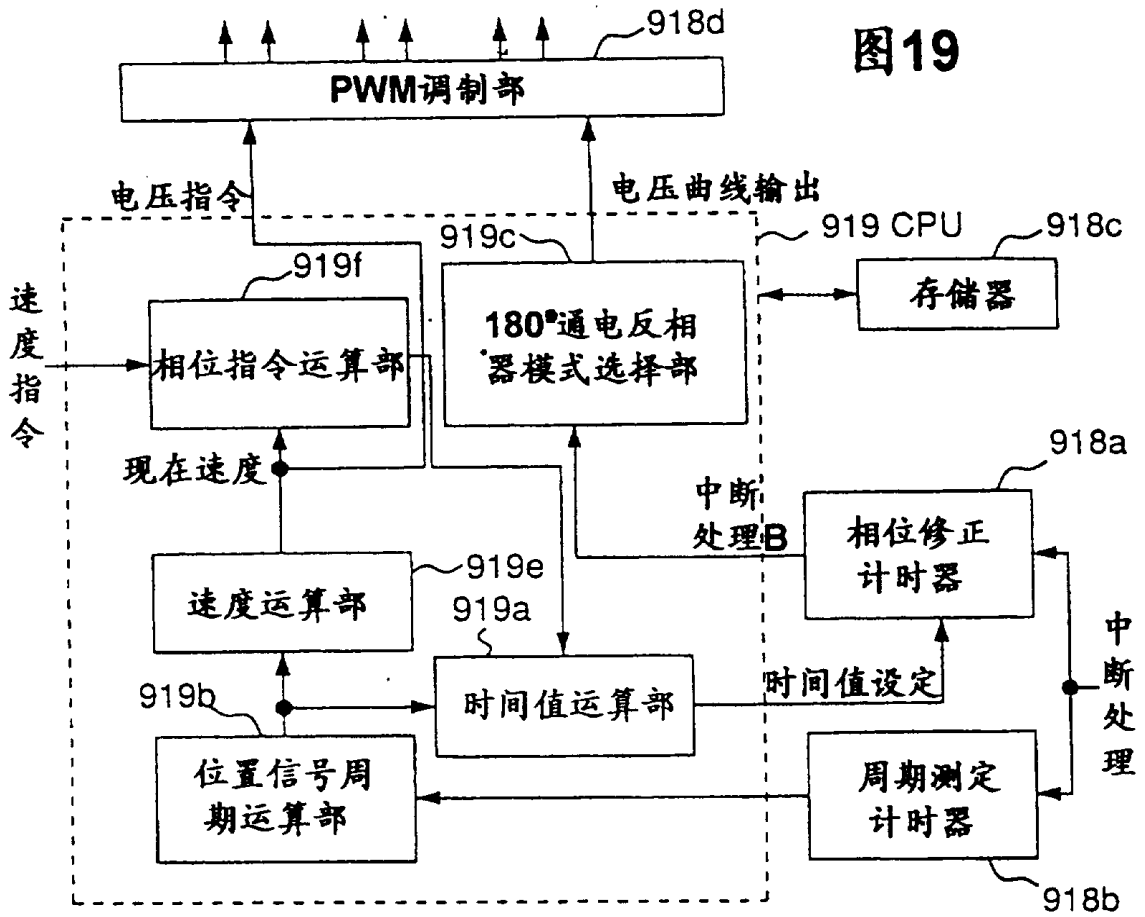 图19
918d
PWM调制部
电压指令
电压曲线输出
919f
919c
919 CPU
918c
存储器
速度指令
相位指令运算部
180°通电反相
器模式选择部
现在速度
918a
中断
处理B
相位修正
计时器
速度运算部
919e
919a
中断处理
919b
时间值运算部
时间值设定
位置信号周
期运算部
周期测定
计时器
918b